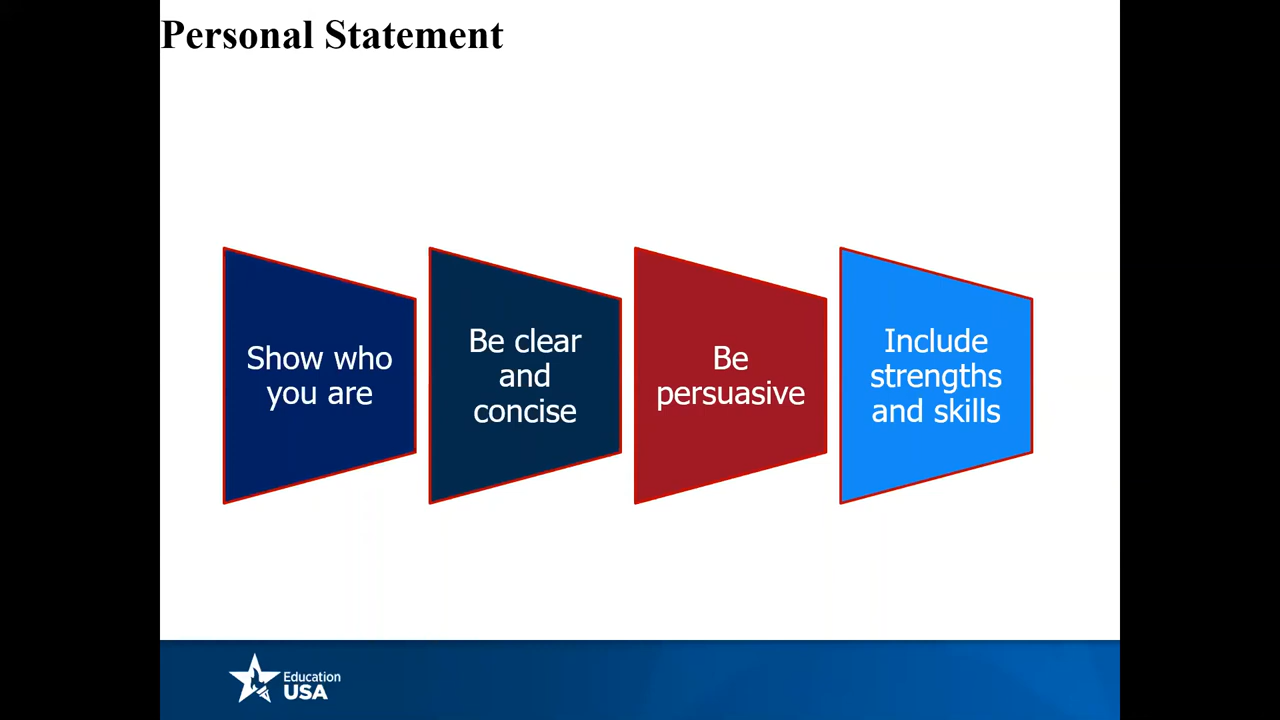 Personal Statement
Show who
you are
Be clear
and
concise
Be
persuasive
Include
strengths
and skills
Education
USA